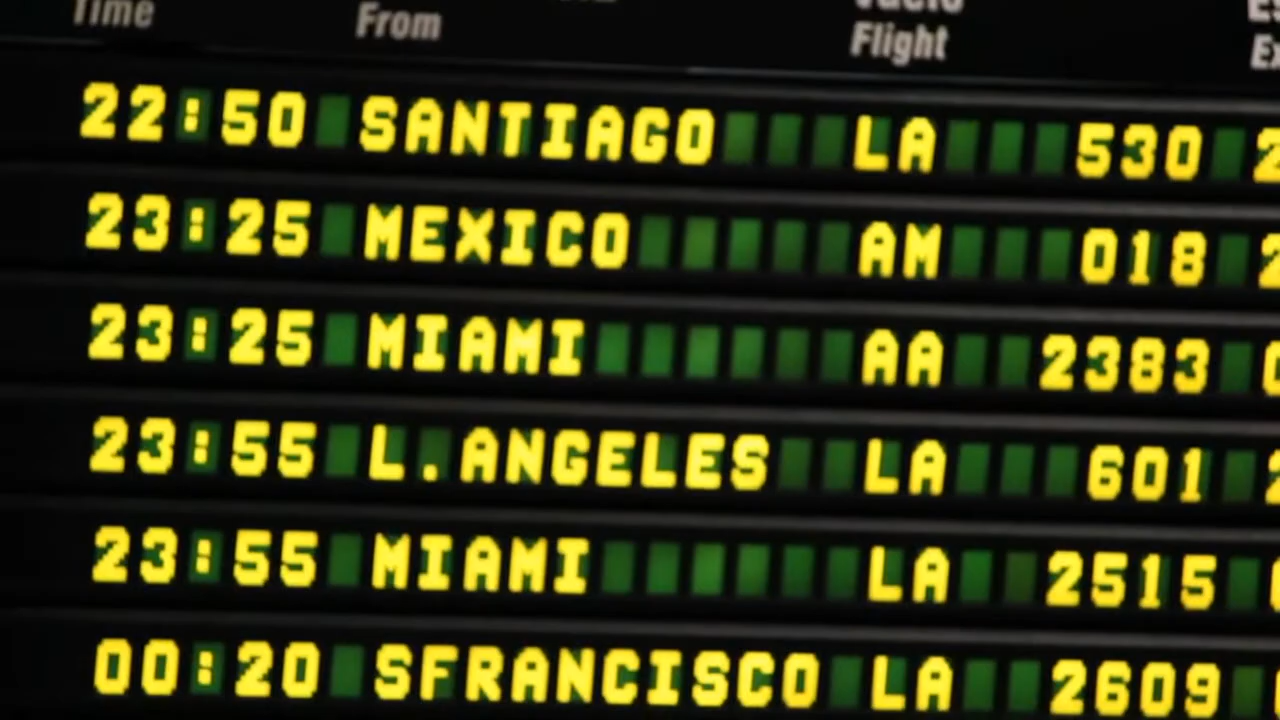 Time From Flight
22:50 SANTIAGO LA 530
23:25 MEXICO AM 018
23:25 MIAMI AA 2383
23:55 L.ANGELES LA 601
23:55 MIAMI LA 2515
00:20 SFRANCISCO LA 2609